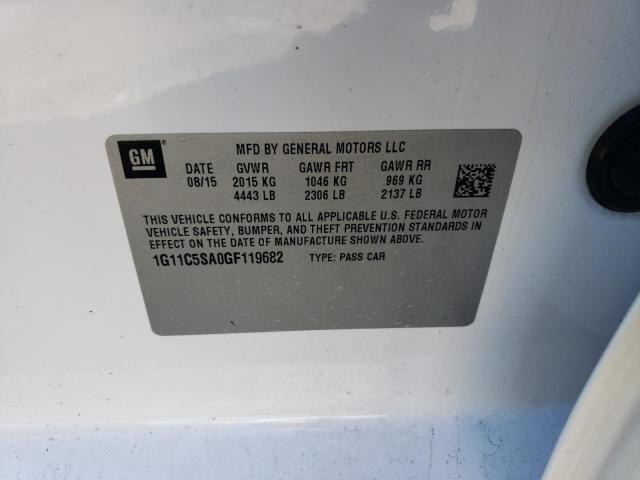 GM
MFD BY GENERAL MOTORS LLC
DATE GVWR GAWR FRT GAWR RR
08/15 2015 KG 1046 KG 969 KG
4443 LB 2306 LB 2137 LB
THIS VEHICLE CONFORMS TO ALL APPLICABLE U.S. FEDERAL MOTOR
VEHICLE SAFETY, BUMPER, AND THEFT PREVENTION STANDARDS IN
EFFECT ON THE DATE OF MANUFACTURE SHOWN ABOVE.
1G11C5SA0GF119682 TYPE: PASS CAR